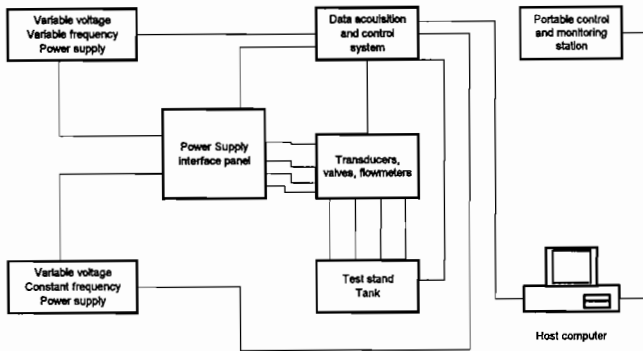 Variable voltage
Variable frequency
Power supply
Data acouisition
and control
system
Portable control
and monitoring
station
Power Supply
interface panel
Transducers,
valves, flowmeters
Variable voltage
Constant frequency
Power supply
Test stand
Tank
Host computer